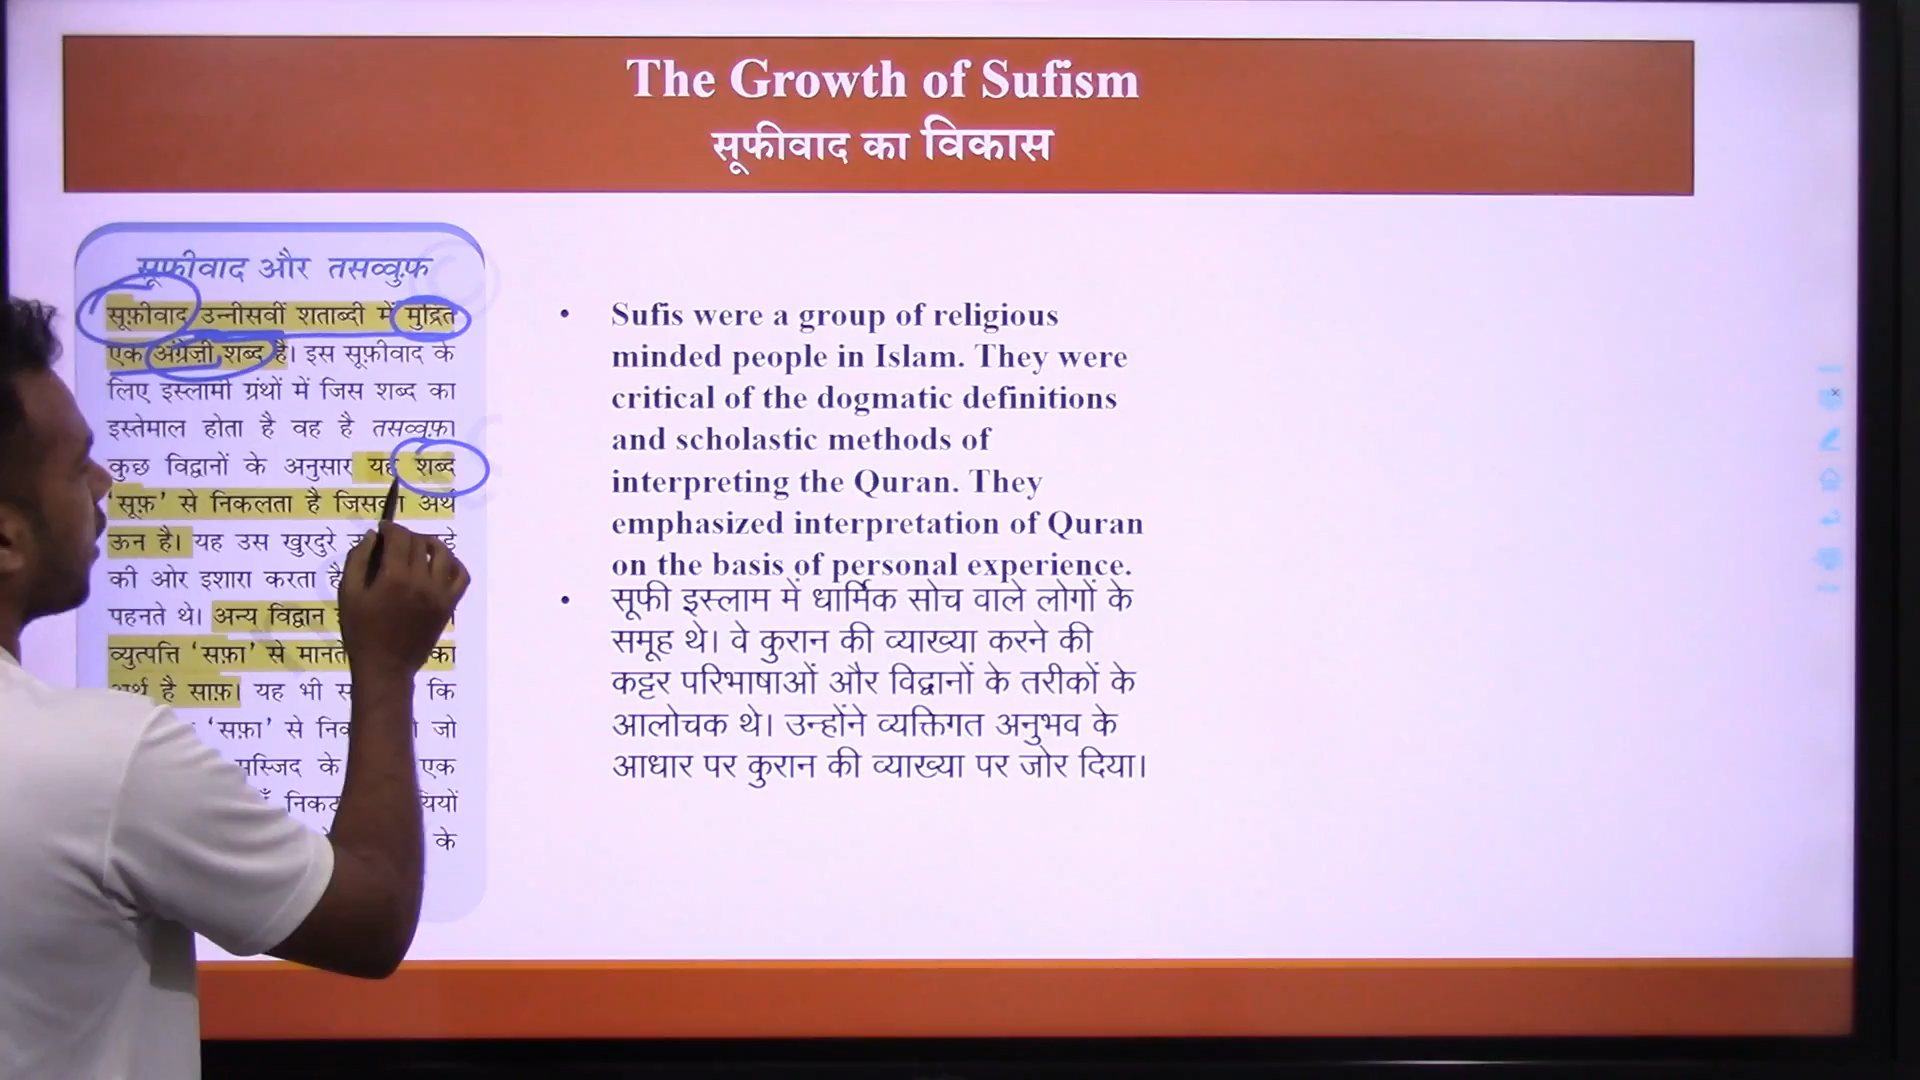 The Growth of Sufism
सूफीवाद का विकास
सूफ़ीवाद और तसव्वुफ़
सूफ़ीवाद उन्नीसवीं शताब्दी में मुद्रित
एक अंग्रेज़ी शब्द है। इस सूफ़ीवाद के
लिए इस्लामी ग्रंथों में जिस शब्द का
इस्तेमाल होता है वह है तसव्वुफ़।
कुछ विद्वानों के अनुसार यह शब्द
‘सूफ़’ से निकलता है जिसका अर्थ
ऊन है। यह उस खुरदुरे
की ओर इशारा करता है
पहनते थे। अन्य विद्वान
व्युत्पत्ति ‘सफ़ा’ से मानते
अर्थ है साफ़। यह भी कि
‘सफ़ा’ से जो
मस्जिद के एक
निकट
के
• Sufis were a group of religious
minded people in Islam. They were
critical of the dogmatic definitions
and scholastic methods of
interpreting the Quran. They
emphasized interpretation of Quran
on the basis of personal experience.
• सूफी इस्लाम में धार्मिक सोच वाले लोगों के
समूह थे। वे कुरान की व्याख्या करने की
कट्टर परिभाषाओं और विद्वानों के तरीकों के
आलोचक थे। उन्होंने व्यक्तिगत अनुभव के
आधार पर कुरान की व्याख्या पर जोर दिया।